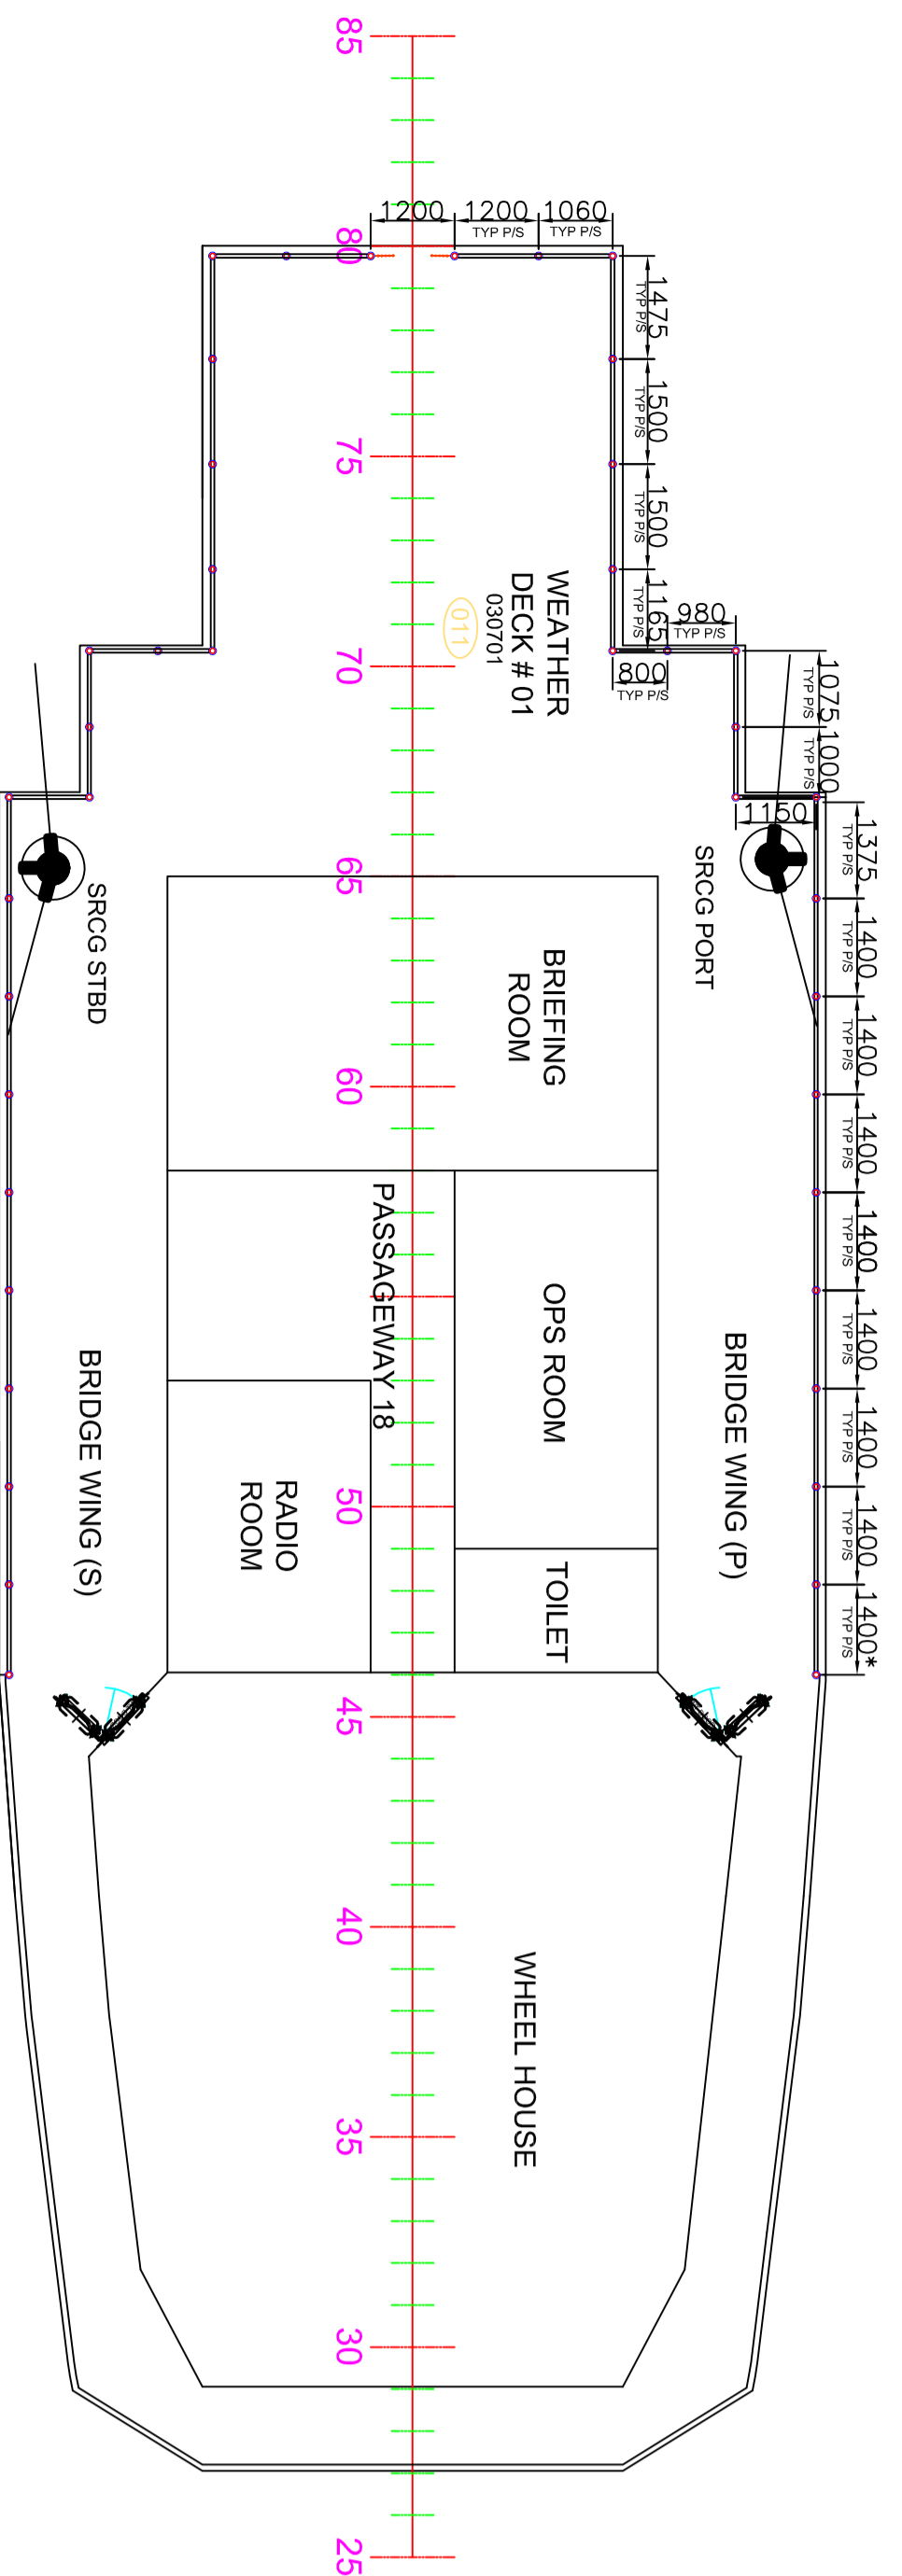 85
80
75
70
65
60
50
45
40
35
30
25
1200
1200
TYP P/S
1060
TYP P/S
1475
TYP P/S
1500
TYP P/S
1500
TYP P/S
1165
TYP P/S
980
TYP P/S
800
TYP P/S
1075
TYP P/S
1000
TYP P/S
1150
1375
TYP P/S
1400
TYP P/S
1400
TYP P/S
1400
TYP P/S
1400
TYP P/S
1400
TYP P/S
1400
TYP P/S
1400
TYP P/S
1400*
TYP P/S
WEATHER
DECK # 01
030701
011
SRCG PORT
SRCG STBD
BRIEFING
ROOM
PASSAGEWAY 18
OPS ROOM
BRIDGE WING (P)
BRIDGE WING (S)
RADIO
ROOM
TOILET
WHEEL HOUSE